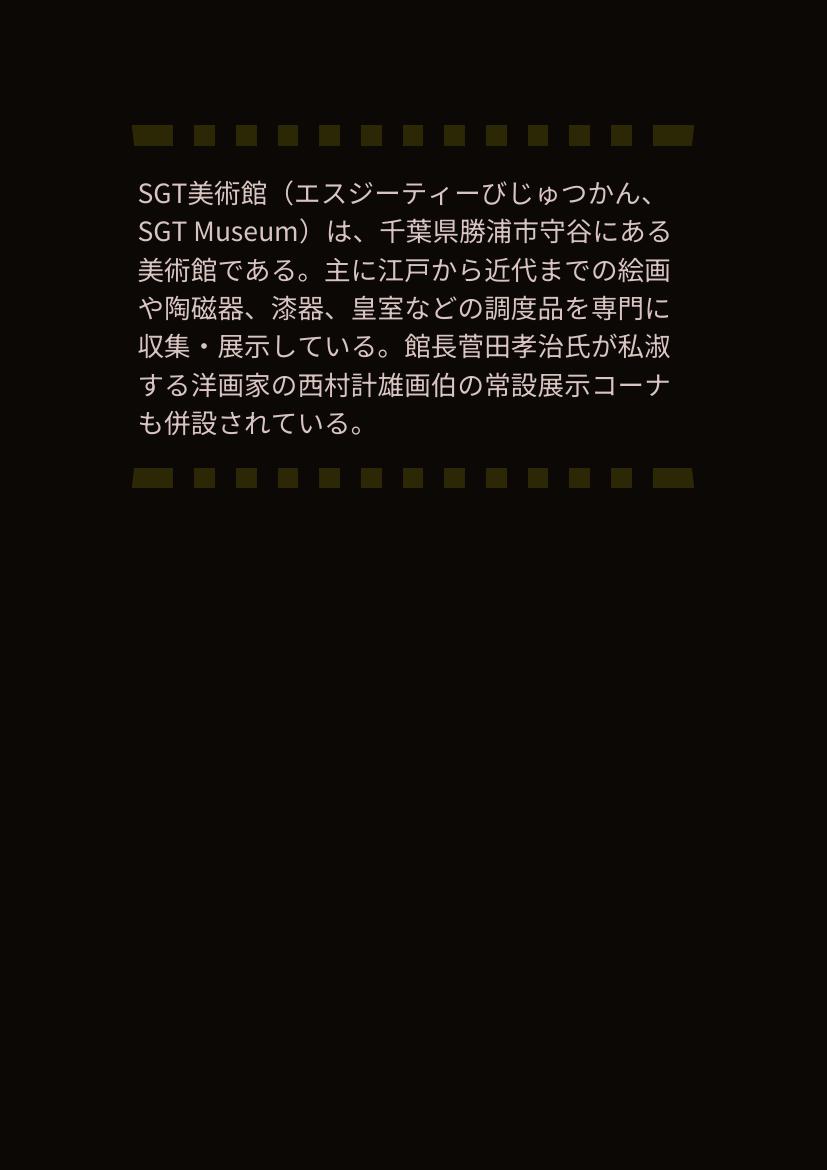 SGT美術館（エスジーティーびじゅつかん、
SGT Museum）は、千葉県勝浦市守谷にある
美術館である。主に江戸から近代までの絵画
や陶磁器、漆器、皇室などの調度品を専門に
収集・展示している。館長菅田孝治氏が私淑
する洋画家の西村計雄画伯の常設展示コーナ
も併設されている。